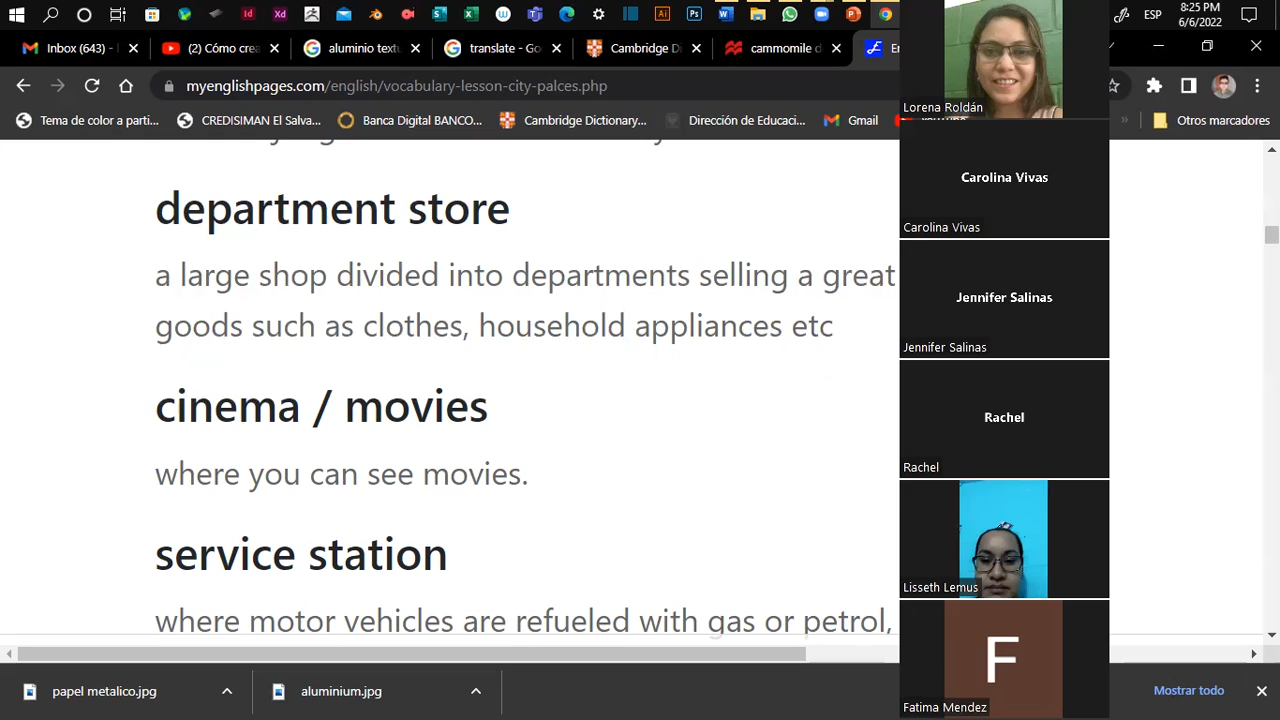 8:25 PM
ESP
6/6/2022
Inbox (643) -
(2) Cómo crea
aluminio textu
translate - Go
Cambridge Di
cammomile d
En
myenglishpages.com/english/vocabulary-lesson-city-palces.php
Tema de color a parti...
CREDISIMAN El Salva...
Banca Digital BANCO...
Cambridge Dictionary...
Dirección de Educaci...
Gmail
Otros marcadores
department store
a large shop divided into departments selling a great
goods such as clothes, household appliances etc
cinema / movies
where you can see movies.
service station
where motor vehicles are refueled with gas or petrol,
Lorena Roldán
Carolina Vivas
Carolina Vivas
Jennifer Salinas
Jennifer Salinas
Rachel
Rachel
Lisseth Lemus
F
Fatima Mendez
papel metalico.jpg
aluminium.jpg
Mostrar todo